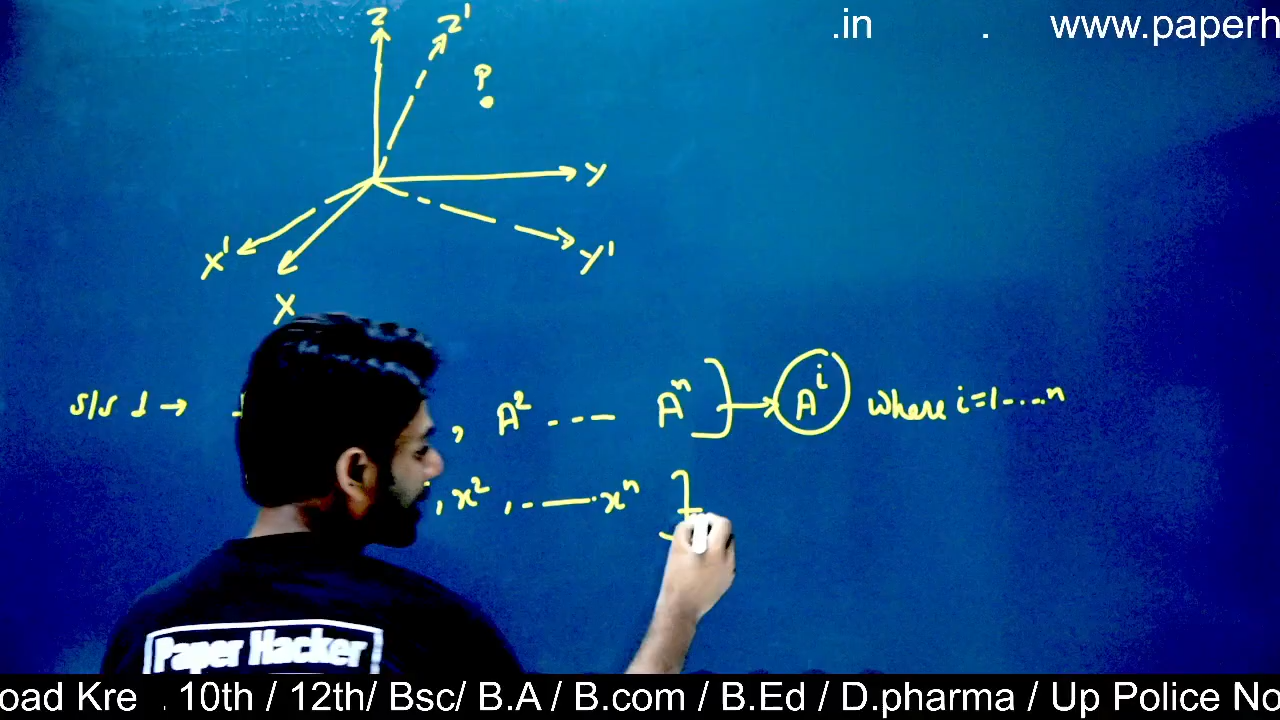 .in . www.paperh
Z Z'
P
Y
X' Y'
X
S/S 1 → , A² ---- Aⁿ ] → Aⁱ where i=1-...n
, x² , -——· xⁿ ]
Paper Hacker
oad Kre . 10th / 12th/ Bsc/ B.A / B.com / B.Ed / D.pharma / Up Police No